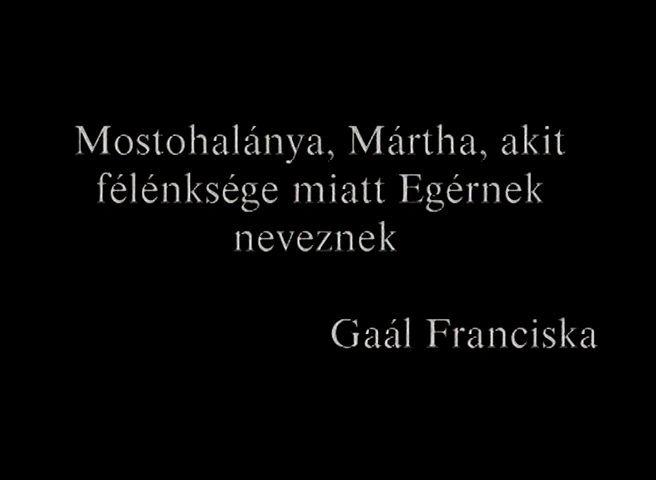 Mostohalánya, Mártha, akit
félénksége miatt Egérnek
neveznek
Gaál Franciska